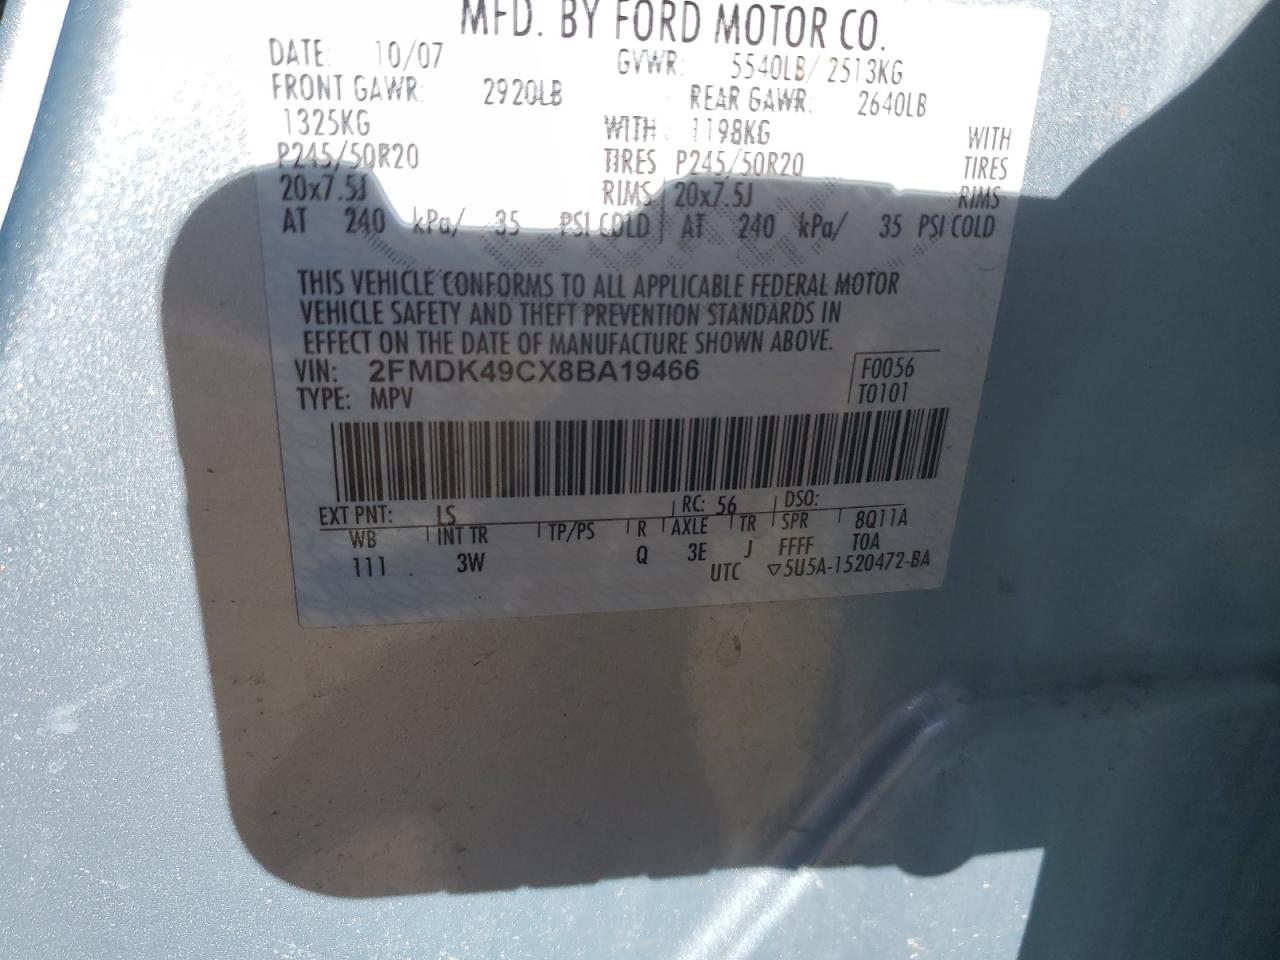 MFD. BY FORD MOTOR CO.
DATE: 10/07 GVWR: 5540LB/ 2513KG
FRONT GAWR: 2920LB REAR GAWR: 2640LB
1325KG WITH 1198KG WITH
P245/50R20 TIRES P245/50R20 TIRES
20x7.5J RIMS 20x7.5J RIMS
AT 240 kPa/ 35 PSI COLD AT 240 kPa/ 35 PSI COLD
THIS VEHICLE CONFORMS TO ALL APPLICABLE FEDERAL MOTOR
VEHICLE SAFETY AND THEFT PREVENTION STANDARDS IN
EFFECT ON THE DATE OF MANUFACTURE SHOWN ABOVE.
VIN: 2FMDK49CX8BA19466 F0056
TYPE: MPV T0101
EXT PNT: LS RC: 56 DSO:
WB INT TR TP/PS R AXLE TR SPR 8Q11A
111 3W Q 3E J FFFF TOA
UTC ▽5U5A-1520472-BA